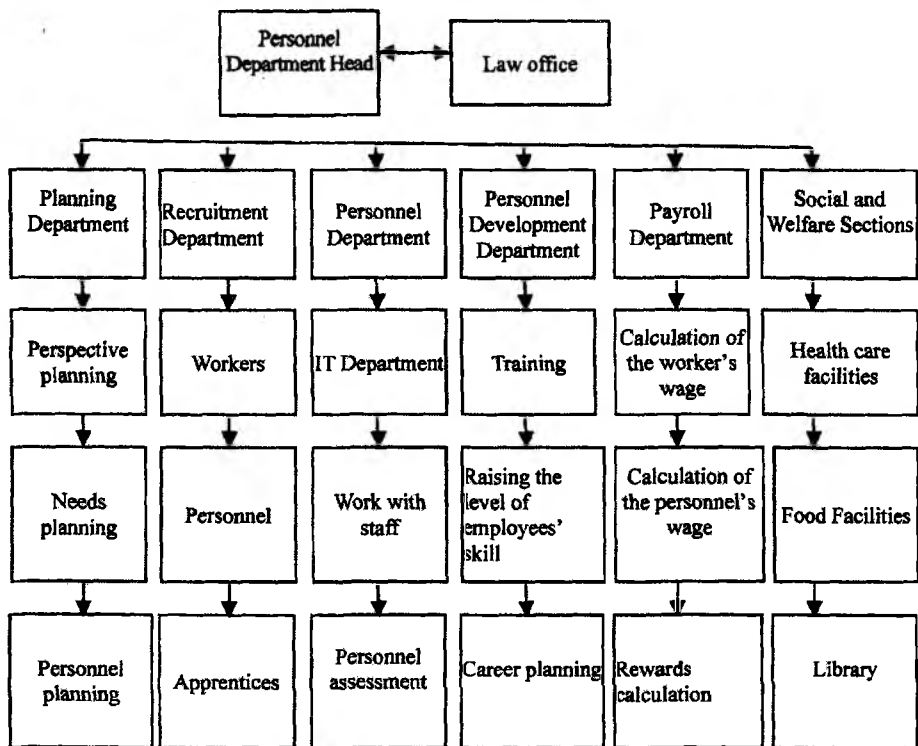 Personnel
Department Head
Law office
Planning
Department
Recruitment
Department
Personnel
Department
Personnel
Development
Department
Payroll
Department
Social and
Welfare Sections
Perspective
planning
Workers
IT Department
Training
Calculation of
the worker's
wage
Health care
facilities
Needs
planning
Personnel
Work with
staff
Raising the
level of
employees'
skill
Calculation of
the personnel's
wage
Food Facilities
Personnel
planning
Apprentices
Personnel
assessment
Career planning
Rewards
calculation
Library